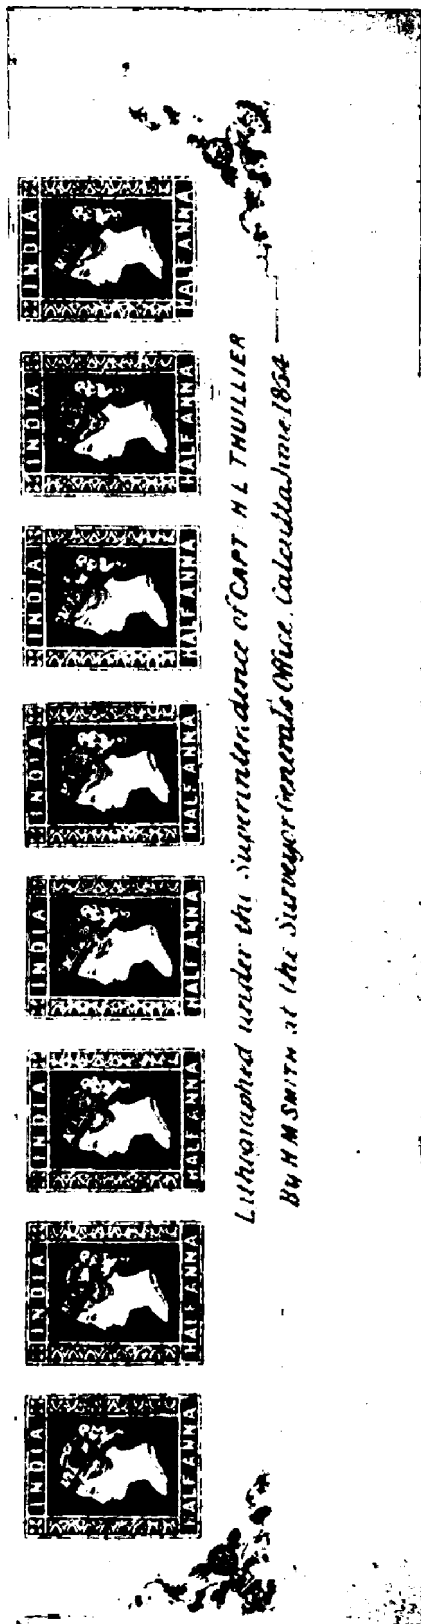 INDIA INDIA INDIA INDIA INDIA INDIA INDIA INDIA
HALF ANNA HALF ANNA HALF ANNA HALF ANNA HALF ANNA HALF ANNA HALF ANNA HALF ANNA
Lithographed under the Superintendence of CAPT. H L THUILLIER
By H M SMITH at the Surveyor General's Office, Calcutta June 1854